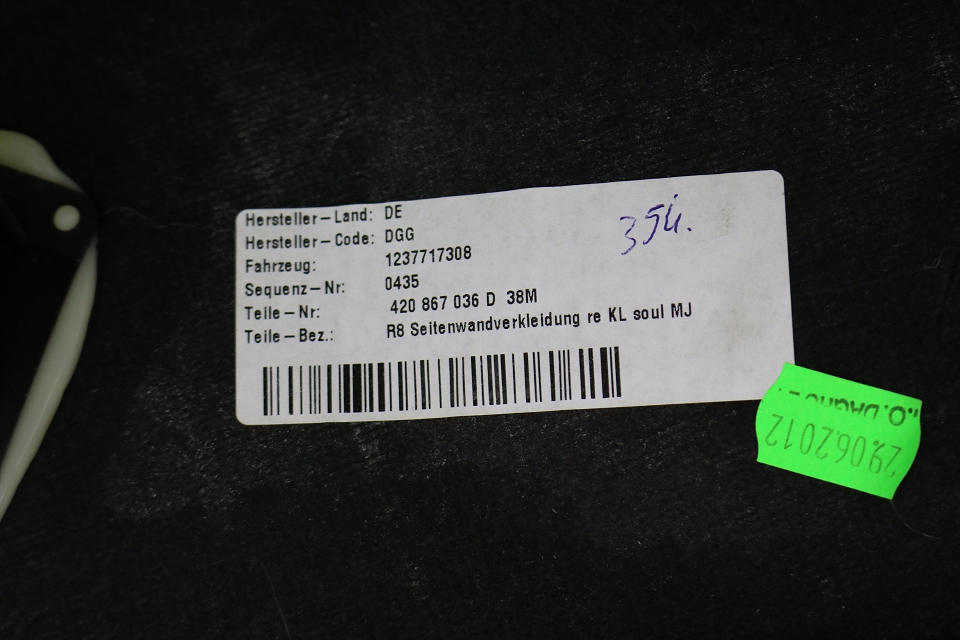 Hersteller-Land: DE
Hersteller-Code: DGG
Fahrzeug: 1237717308
Sequenz-Nr: 0435
Teile-Nr: 420 867 036 D 38M
Teile-Bez.: R8 Seitenwandverkleidung re KL soul MJ
29.06.2012